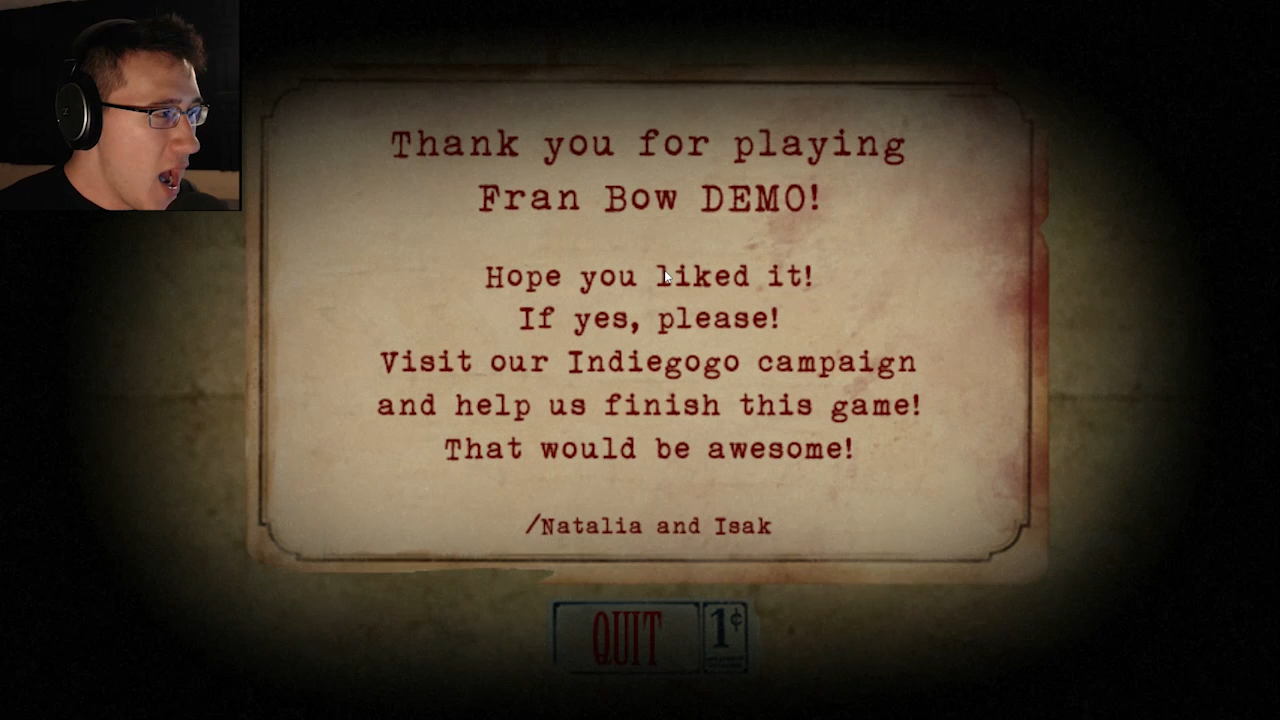 Thank you for playing
Fran Bow DEMO!
Hope you liked it!
If yes, please!
Visit our Indiegogo campaign
and help us finish this game!
That would be awesome!
/Natalia and Isak
QUIT
1¢